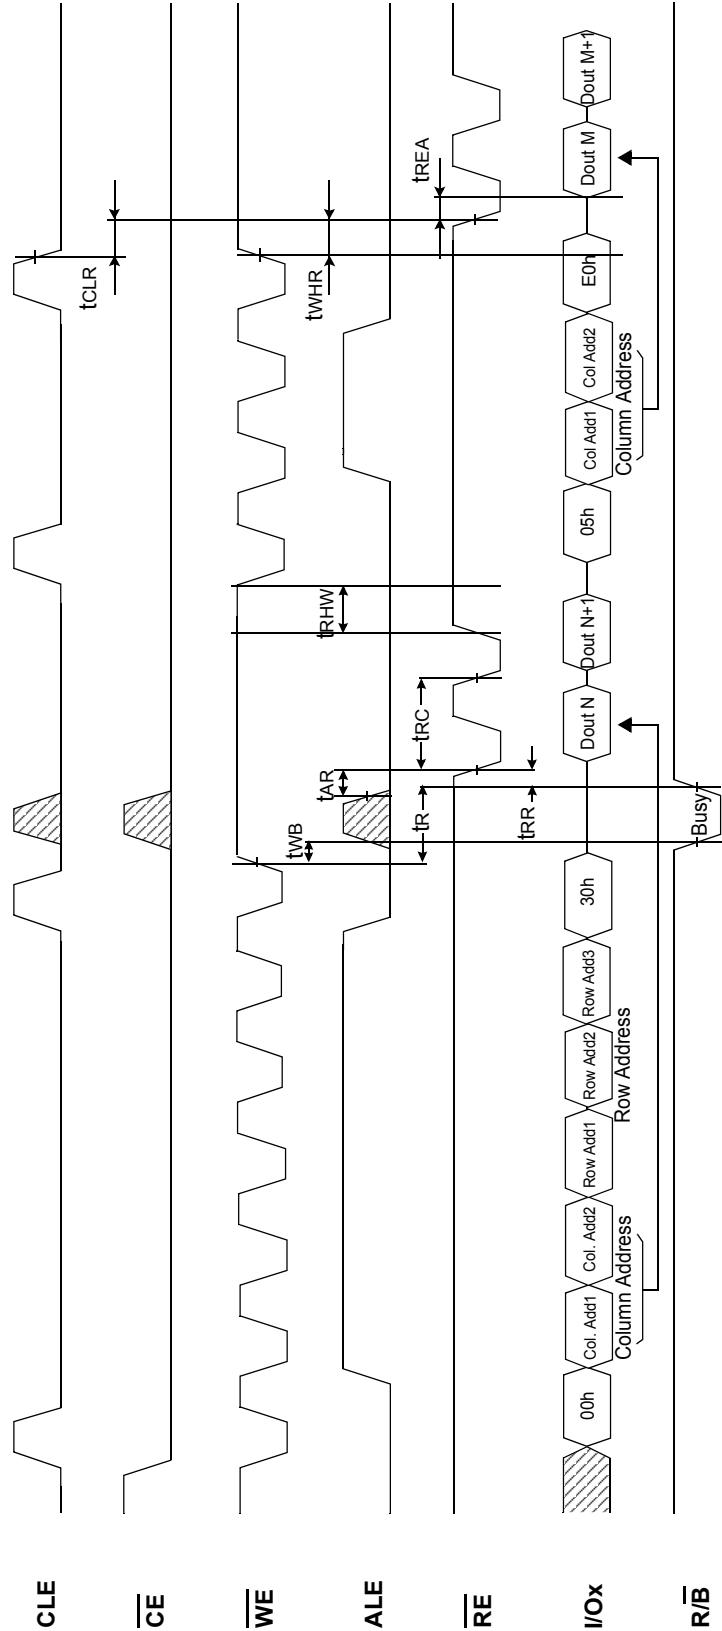 CLE
tCLR
CE
WE
tWB
tWHR
ALE
tAR
tRHW
RE
tR
tRC
tREA
tRR
I/Ox
00h
Col. Add1
Col. Add2
Row Add1
Row Add2
Row Add3
30h
Dout N
Dout N+1
05h
Col Add1
Col Add2
E0h
Dout M
Dout M+1
Column Address
Row Address
Column Address
R/B
Busy